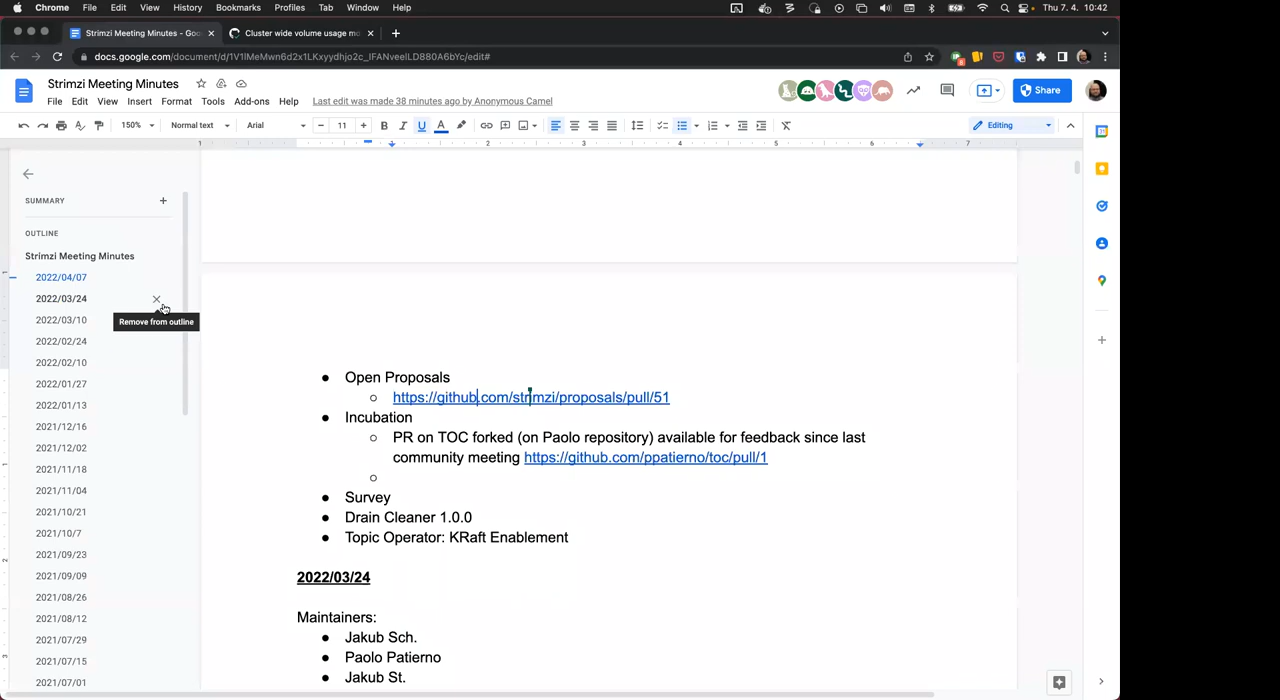 Chrome File Edit View History Bookmarks Profiles Tab Window Help Thu 7. 4. 10:42
Strimzi Meeting Minutes - Goo Cluster wide volume usage mo
docs.google.com/document/d/1V1lMeMwn6d2x1LKxyydhjo2c_IFANveelLD880A6bYc/edit#
Strimzi Meeting Minutes
File Edit View Insert Format Tools Add-ons Help Last edit was made 38 minutes ago by Anonymous Camel Share
150% Normal text Arial 11 Editing
1 2 3 4 5 6 7
SUMMARY
OUTLINE
Strimzi Meeting Minutes
2022/04/07
2022/03/24
Remove from outline
2022/03/10
2022/02/24
2022/02/10
2022/01/27
2022/01/13
2021/12/16
2021/12/02
2021/11/18
2021/11/04
2021/10/21
2021/10/7
2021/09/23
2021/09/09
2021/08/26
2021/08/12
2021/07/29
2021/07/15
2021/07/01
Open Proposals
https://github.com/strimzi/proposals/pull/51
Incubation
PR on TOC forked (on Paolo repository) available for feedback since last
community meeting https://github.com/ppatierno/toc/pull/1
Survey
Drain Cleaner 1.0.0
Topic Operator: KRaft Enablement
2022/03/24
Maintainers:
Jakub Sch.
Paolo Patierno
Jakub St.